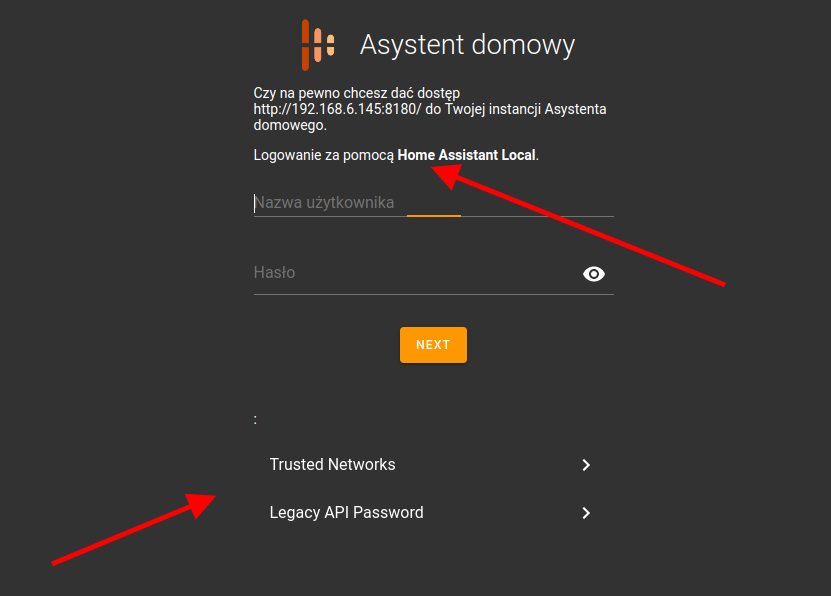 Asystent domowy
Czy na pewno chcesz dać dostęp
http://192.168.6.145:8180/ do Twojej instancji Asystenta
domowego.
Logowanie za pomocą Home Assistant Local.
Nazwa użytkownika
Hasło
NEXT
:
Trusted Networks
Legacy API Password